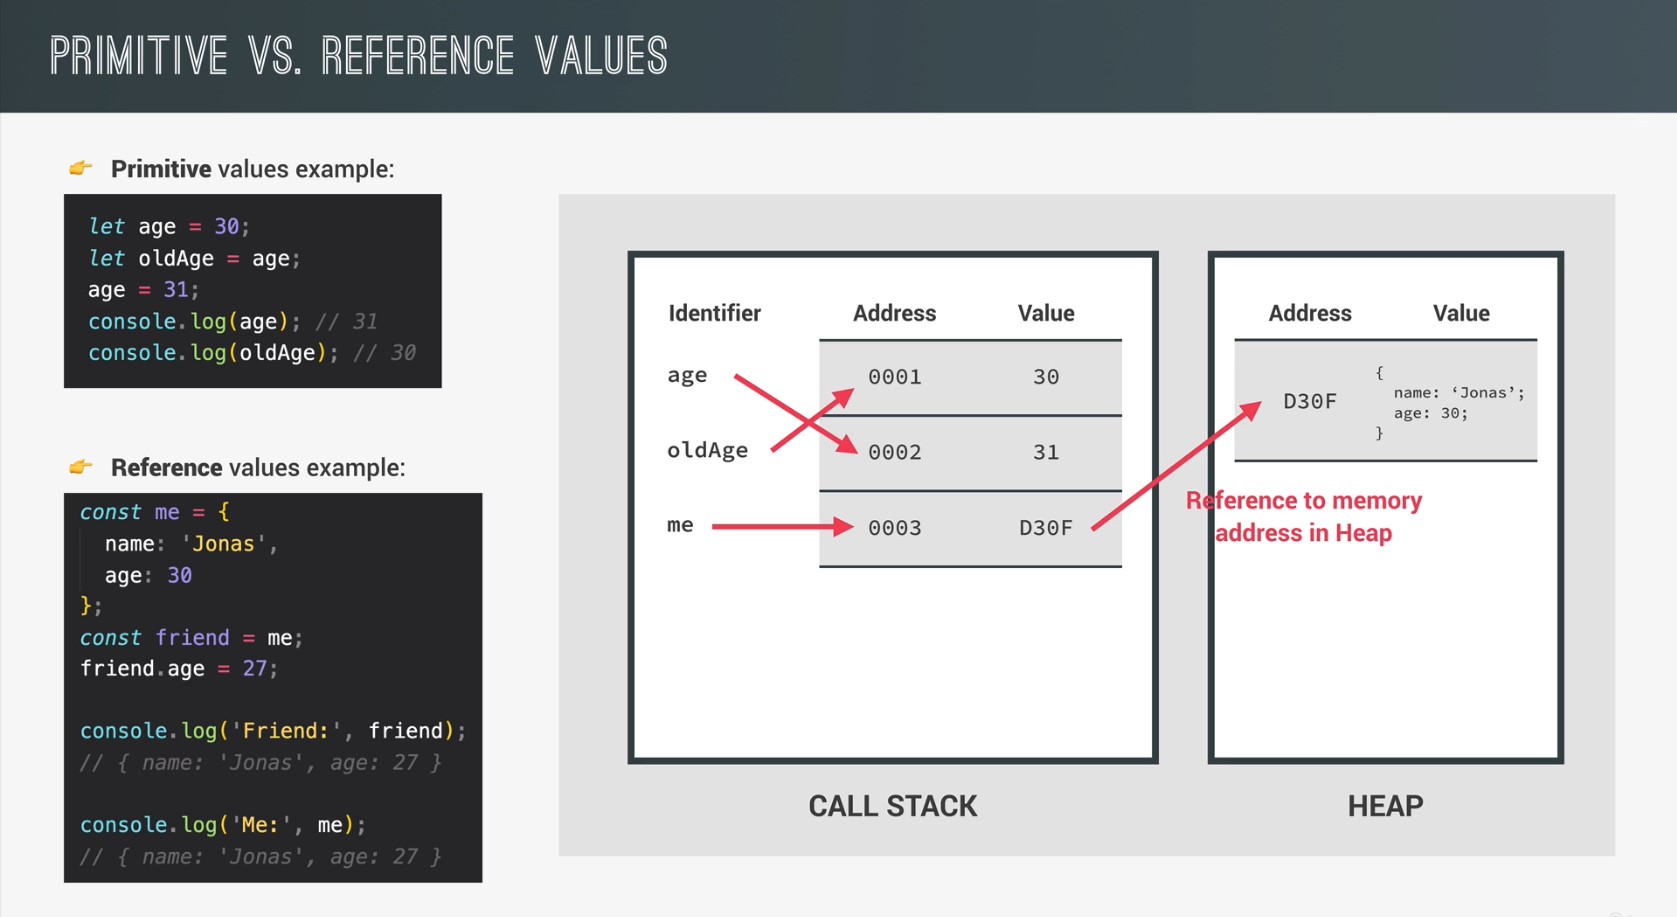 PRIMITIVE VS. REFERENCE VALUES
👉 Primitive values example:
let age = 30;
let oldAge = age;
age = 31;
console.log(age); // 31
console.log(oldAge); // 30
👉 Reference values example:
const me = {
  name: 'Jonas',
  age: 30
};
const friend = me;
friend.age = 27;
console.log('Friend:', friend);
// { name: 'Jonas', age: 27 }
console.log('Me:', me);
// { name: 'Jonas', age: 27 }
Identifier Address Value
age 0001 30
oldAge 0002 31
me 0003 D30F
CALL STACK
Address Value
D30F
{
  name: ‘Jonas’;
  age: 30;
}
Reference to memory
address in Heap
HEAP